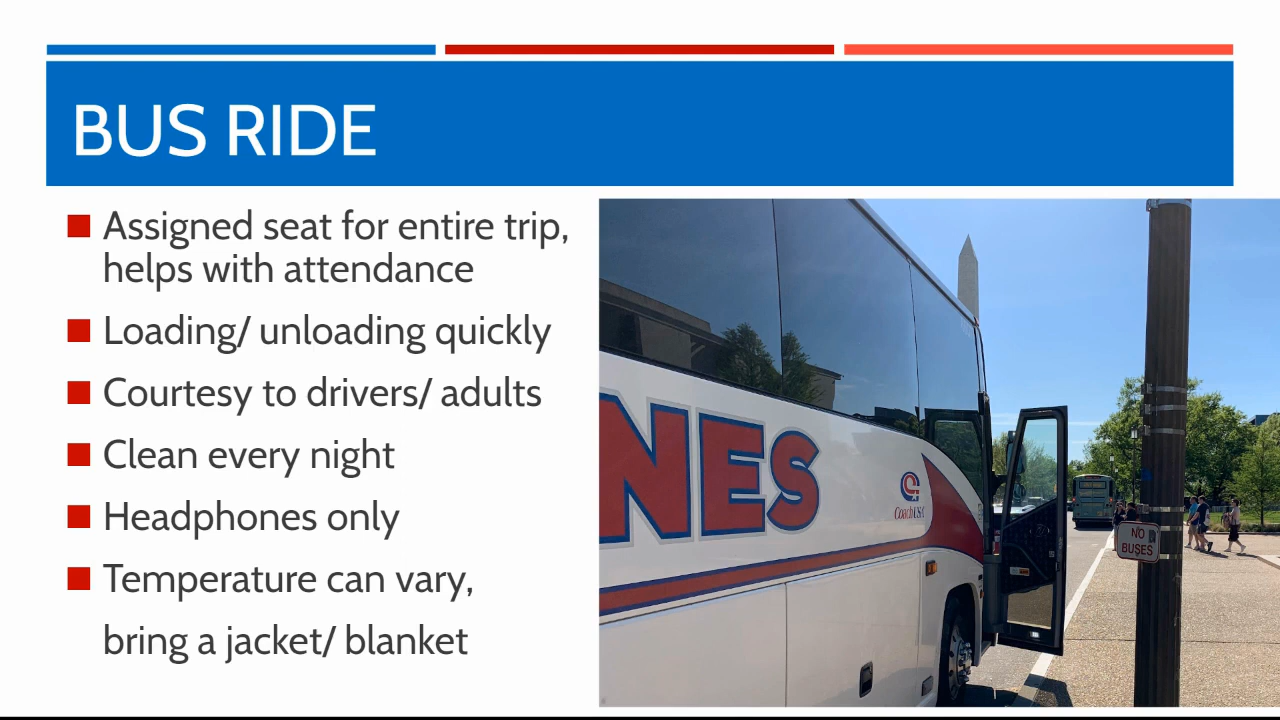 BUS RIDE
Assigned seat for entire trip,
helps with attendance
Loading/ unloading quickly
Courtesy to drivers/ adults
Clean every night
Headphones only
Temperature can vary,
bring a jacket/ blanket
NES
Coach USA
NO
BUSES